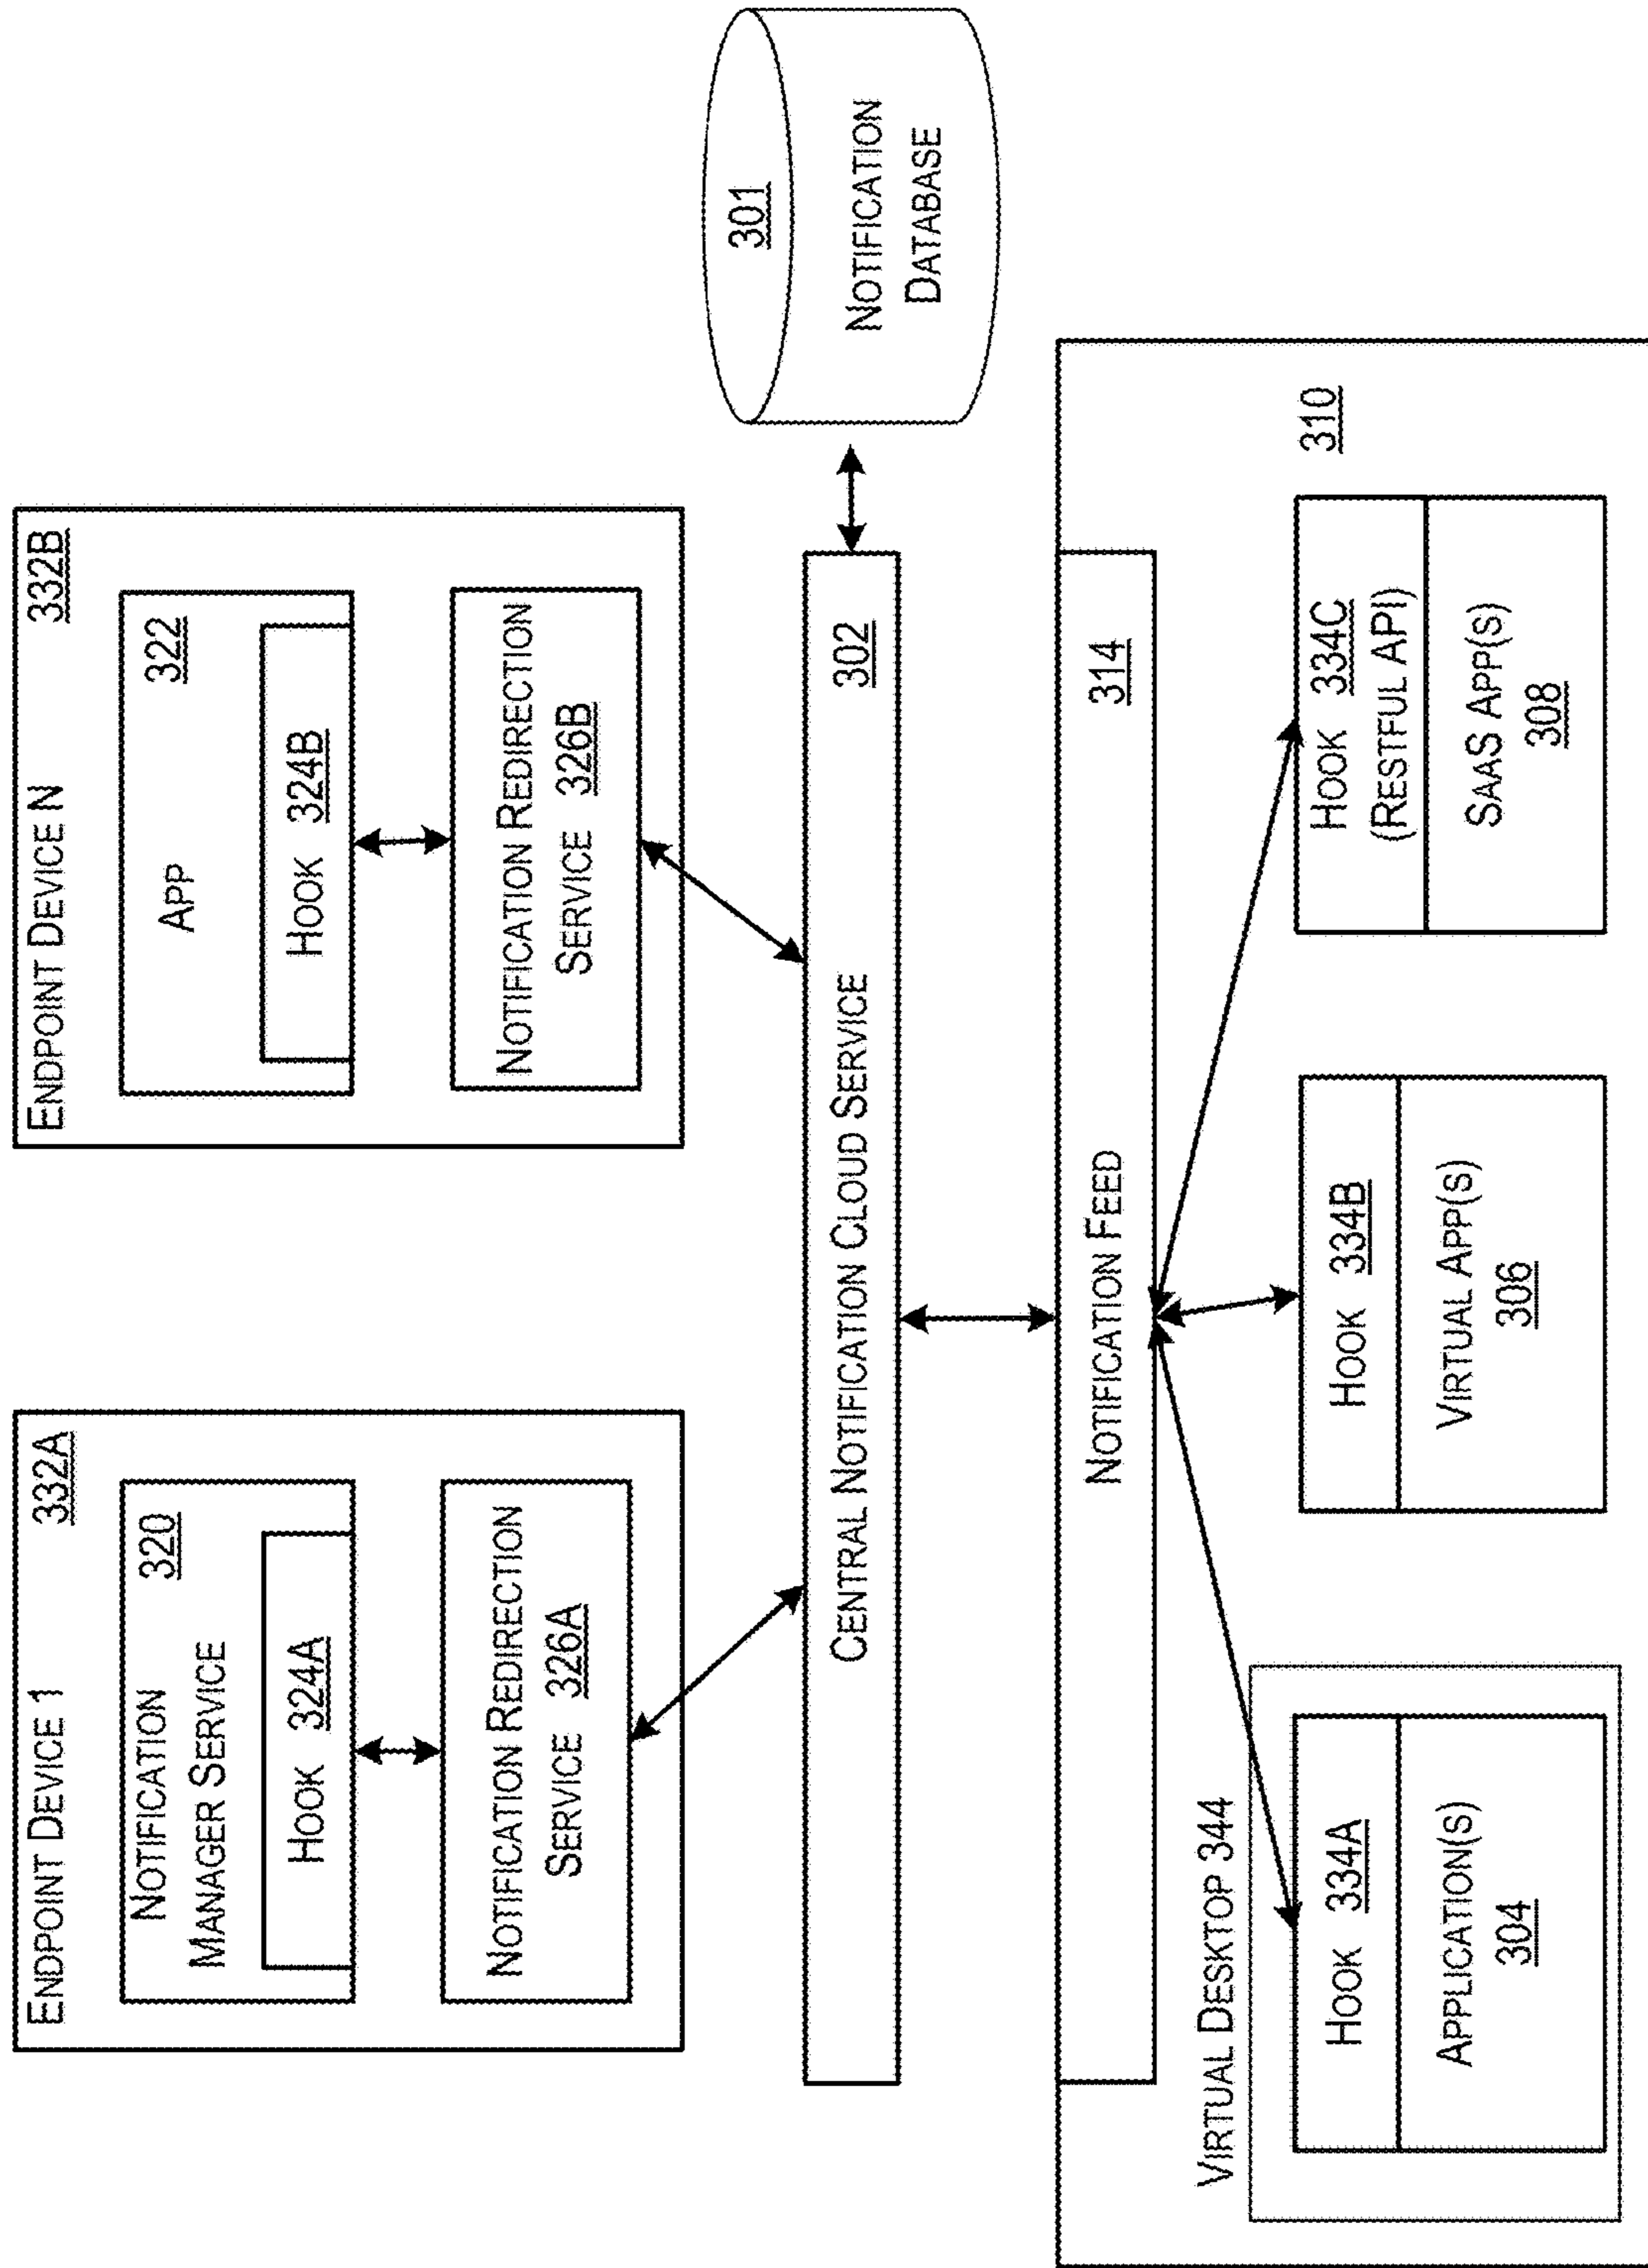 ENDPOINT DEVICE 1 332A
NOTIFICATION 320
MANAGER SERVICE
HOOK 324A
NOTIFICATION REDIRECTION
SERVICE 326A
ENDPOINT DEVICE N 332B
APP 322
HOOK 324B
NOTIFICATION REDIRECTION
SERVICE 326B
CENTRAL NOTIFICATION CLOUD SERVICE 302
301
NOTIFICATION
DATABASE
NOTIFICATION FEED 314
310
VIRTUAL DESKTOP 344
HOOK 334A
APPLICATION(S)
304
HOOK 334B
VIRTUAL APP(S)
306
HOOK 334C
(RESTFUL API)
SAAS APP(S)
308